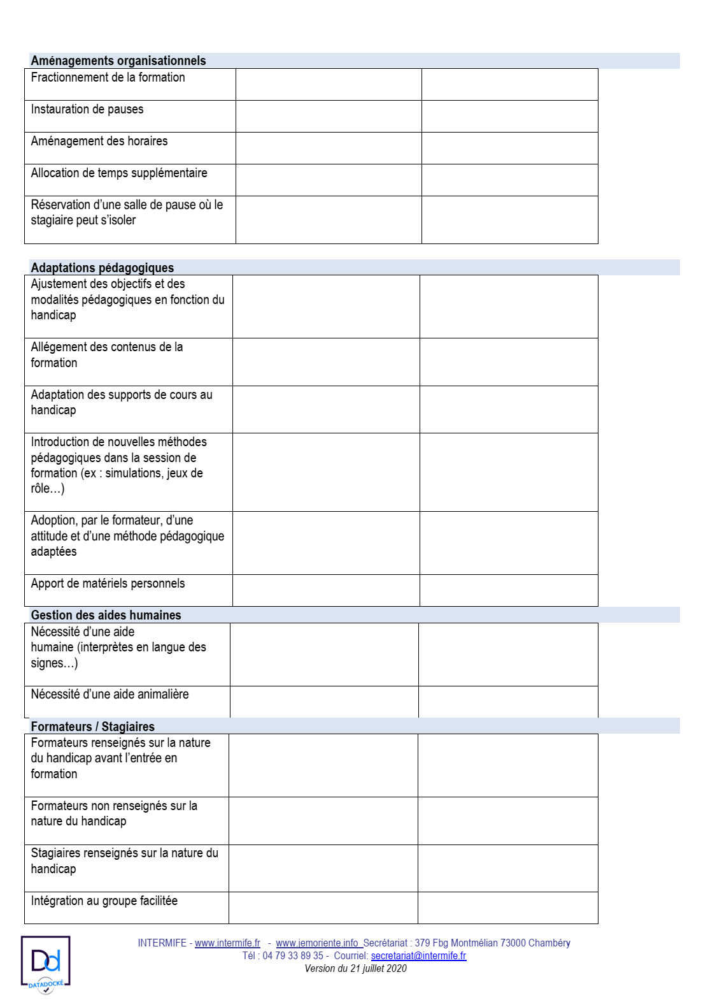 Aménagements organisationnels
Fractionnement de la formation
Instauration de pauses
Aménagement des horaires
Allocation de temps supplémentaire
Réservation d’une salle de pause où le
stagiaire peut s’isoler
Adaptations pédagogiques
Ajustement des objectifs et des
modalités pédagogiques en fonction du
handicap
Allégement des contenus de la
formation
Adaptation des supports de cours au
handicap
Introduction de nouvelles méthodes
pédagogiques dans la session de
formation (ex : simulations, jeux de
rôle…)
Adoption, par le formateur, d’une
attitude et d’une méthode pédagogique
adaptées
Apport de matériels personnels
Gestion des aides humaines
Nécessité d’une aide
humaine (interprètes en langue des
signes…)
Nécessité d’une aide animalière
Formateurs / Stagiaires
Formateurs renseignés sur la nature
du handicap avant l’entrée en
formation
Formateurs non renseignés sur la
nature du handicap
Stagiaires renseignés sur la nature du
handicap
Intégration au groupe facilitée
INTERMIFE - www.intermife.fr - www.jemoriente.info Secrétariat : 379 Fbg Montmélian 73000 Chambéry
Tél : 04 79 33 89 35 - Courriel: secretariat@intermife.fr
Version du 21 juillet 2020
Dd
DATADOCKÉ